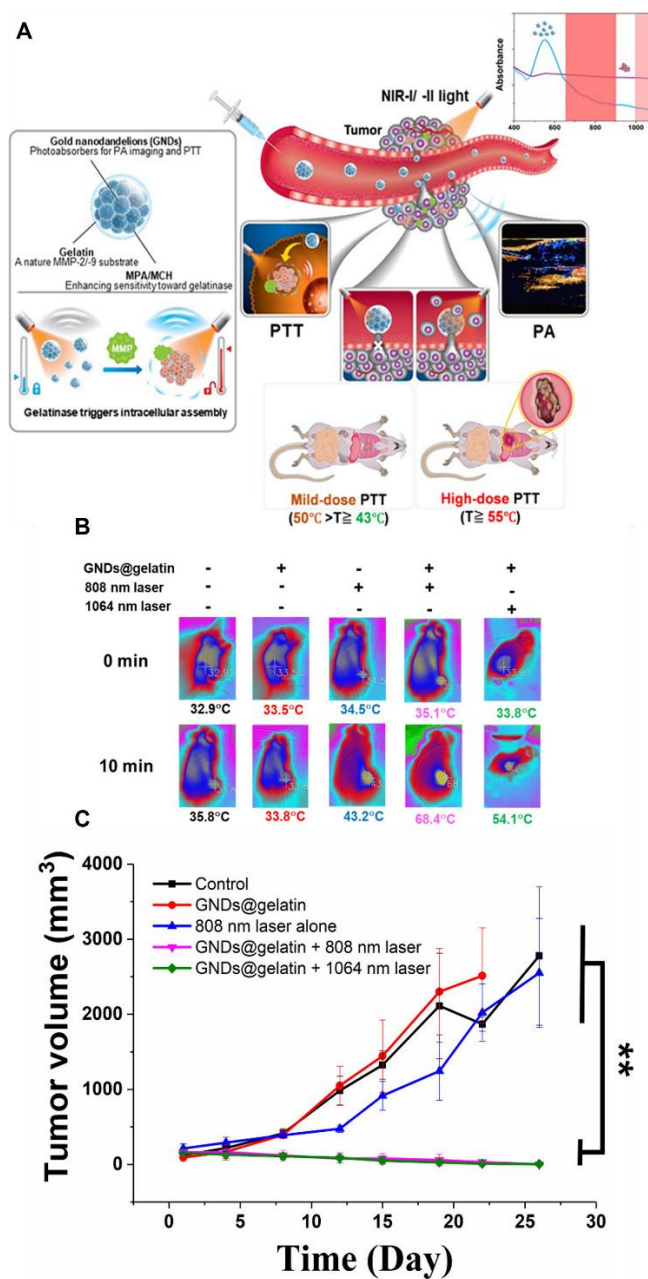 A
NIR-I/ -II light
Tumor
Absorbance
400
600
800
1000
Gold nanodandelions (GNDs)
Photoabsorbers for PA imaging and PTT
Gelatin
A nature MMP-2/-9 substrate
MPA/MCH
Enhancing sensitivity toward gelatinase
MMP
Gelatinase triggers intracellular assembly
PTT
PA
Mild-dose PTT
(50℃ >T≧ 43℃)
High-dose PTT
(T≧ 55℃)
B
GNDs@gelatin - + - + +
808 nm laser - - + + -
1064 nm laser - - - - +
0 min
32.9°C 33.5°C 34.5°C 35.1°C 33.8°C
10 min
35.8°C 33.8°C 43.2°C 68.4°C 54.1°C
C
Tumor volume (mm³)
4000
3000
2000
1000
0
Control
GNDs@gelatin
808 nm laser alone
GNDs@gelatin + 808 nm laser
GNDs@gelatin + 1064 nm laser
**
0 5 10 15 20 25 30
Time (Day)